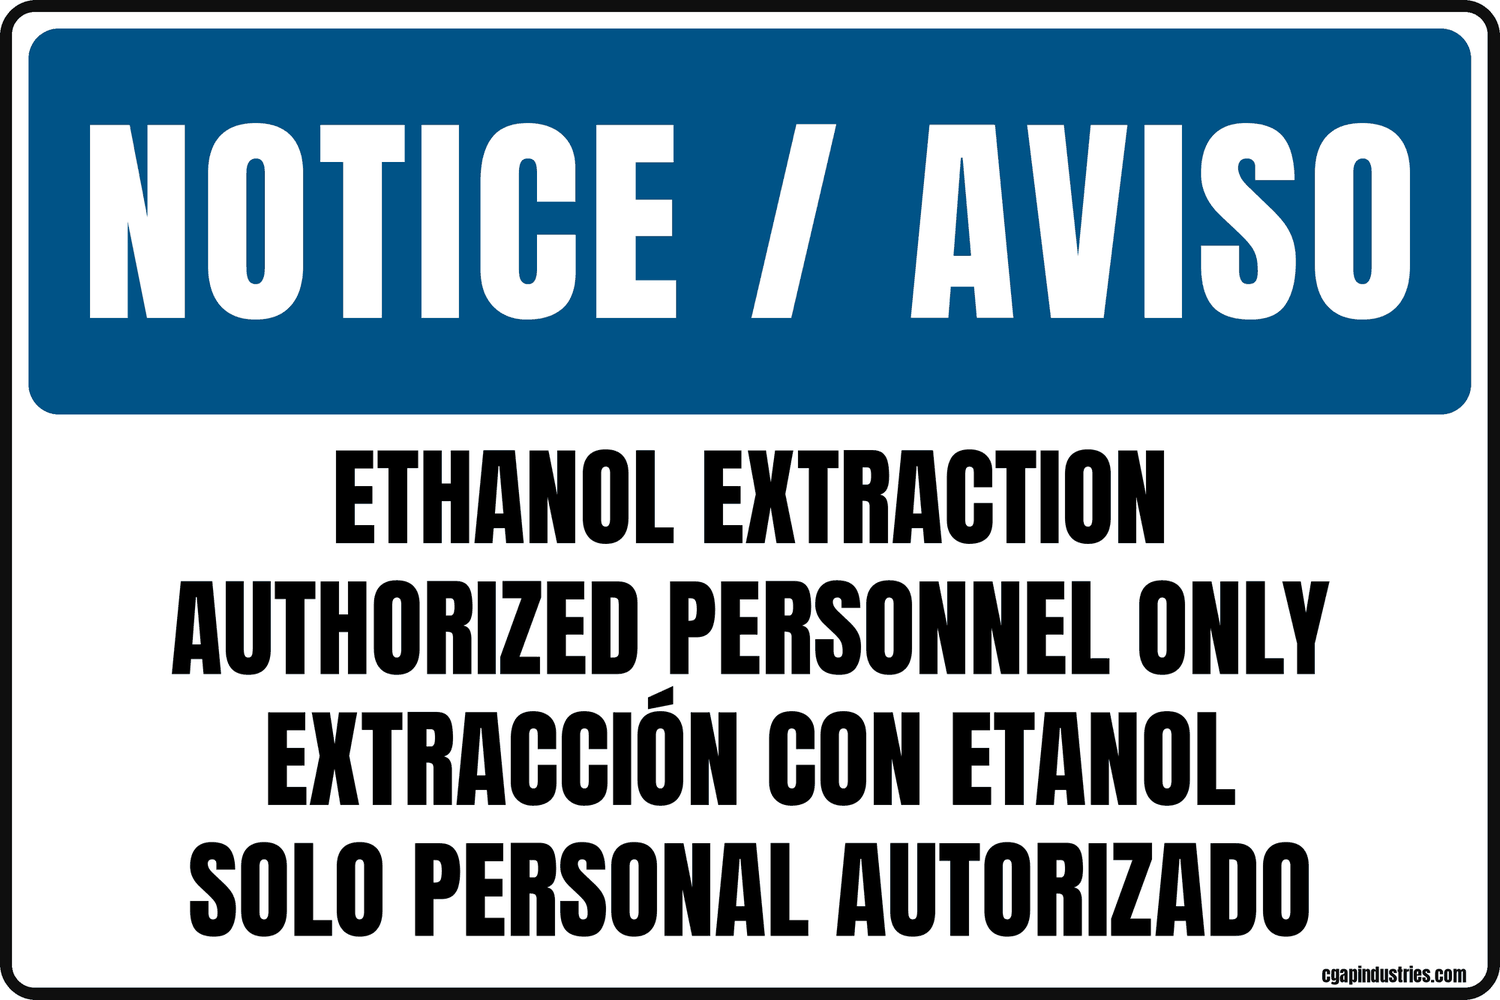 NOTICE / AVISO
ETHANOL EXTRACTION
AUTHORIZED PERSONNEL ONLY
EXTRACCIÓN CON ETANOL
SOLO PERSONAL AUTORIZADO
cgapindustries.com